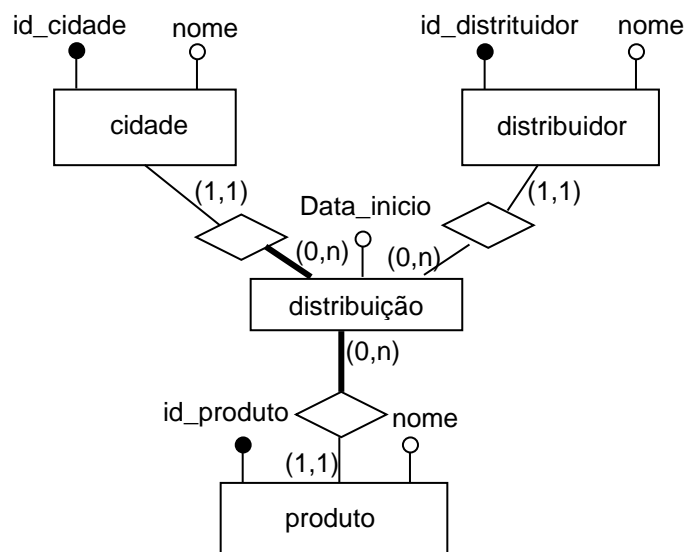 id_cidade
nome
id_distrituidor
nome
cidade
distribuidor
(1,1)
(1,1)
Data_inicio
(0,n)
(0,n)
distribuição
(0,n)
id_produto
nome
(1,1)
produto